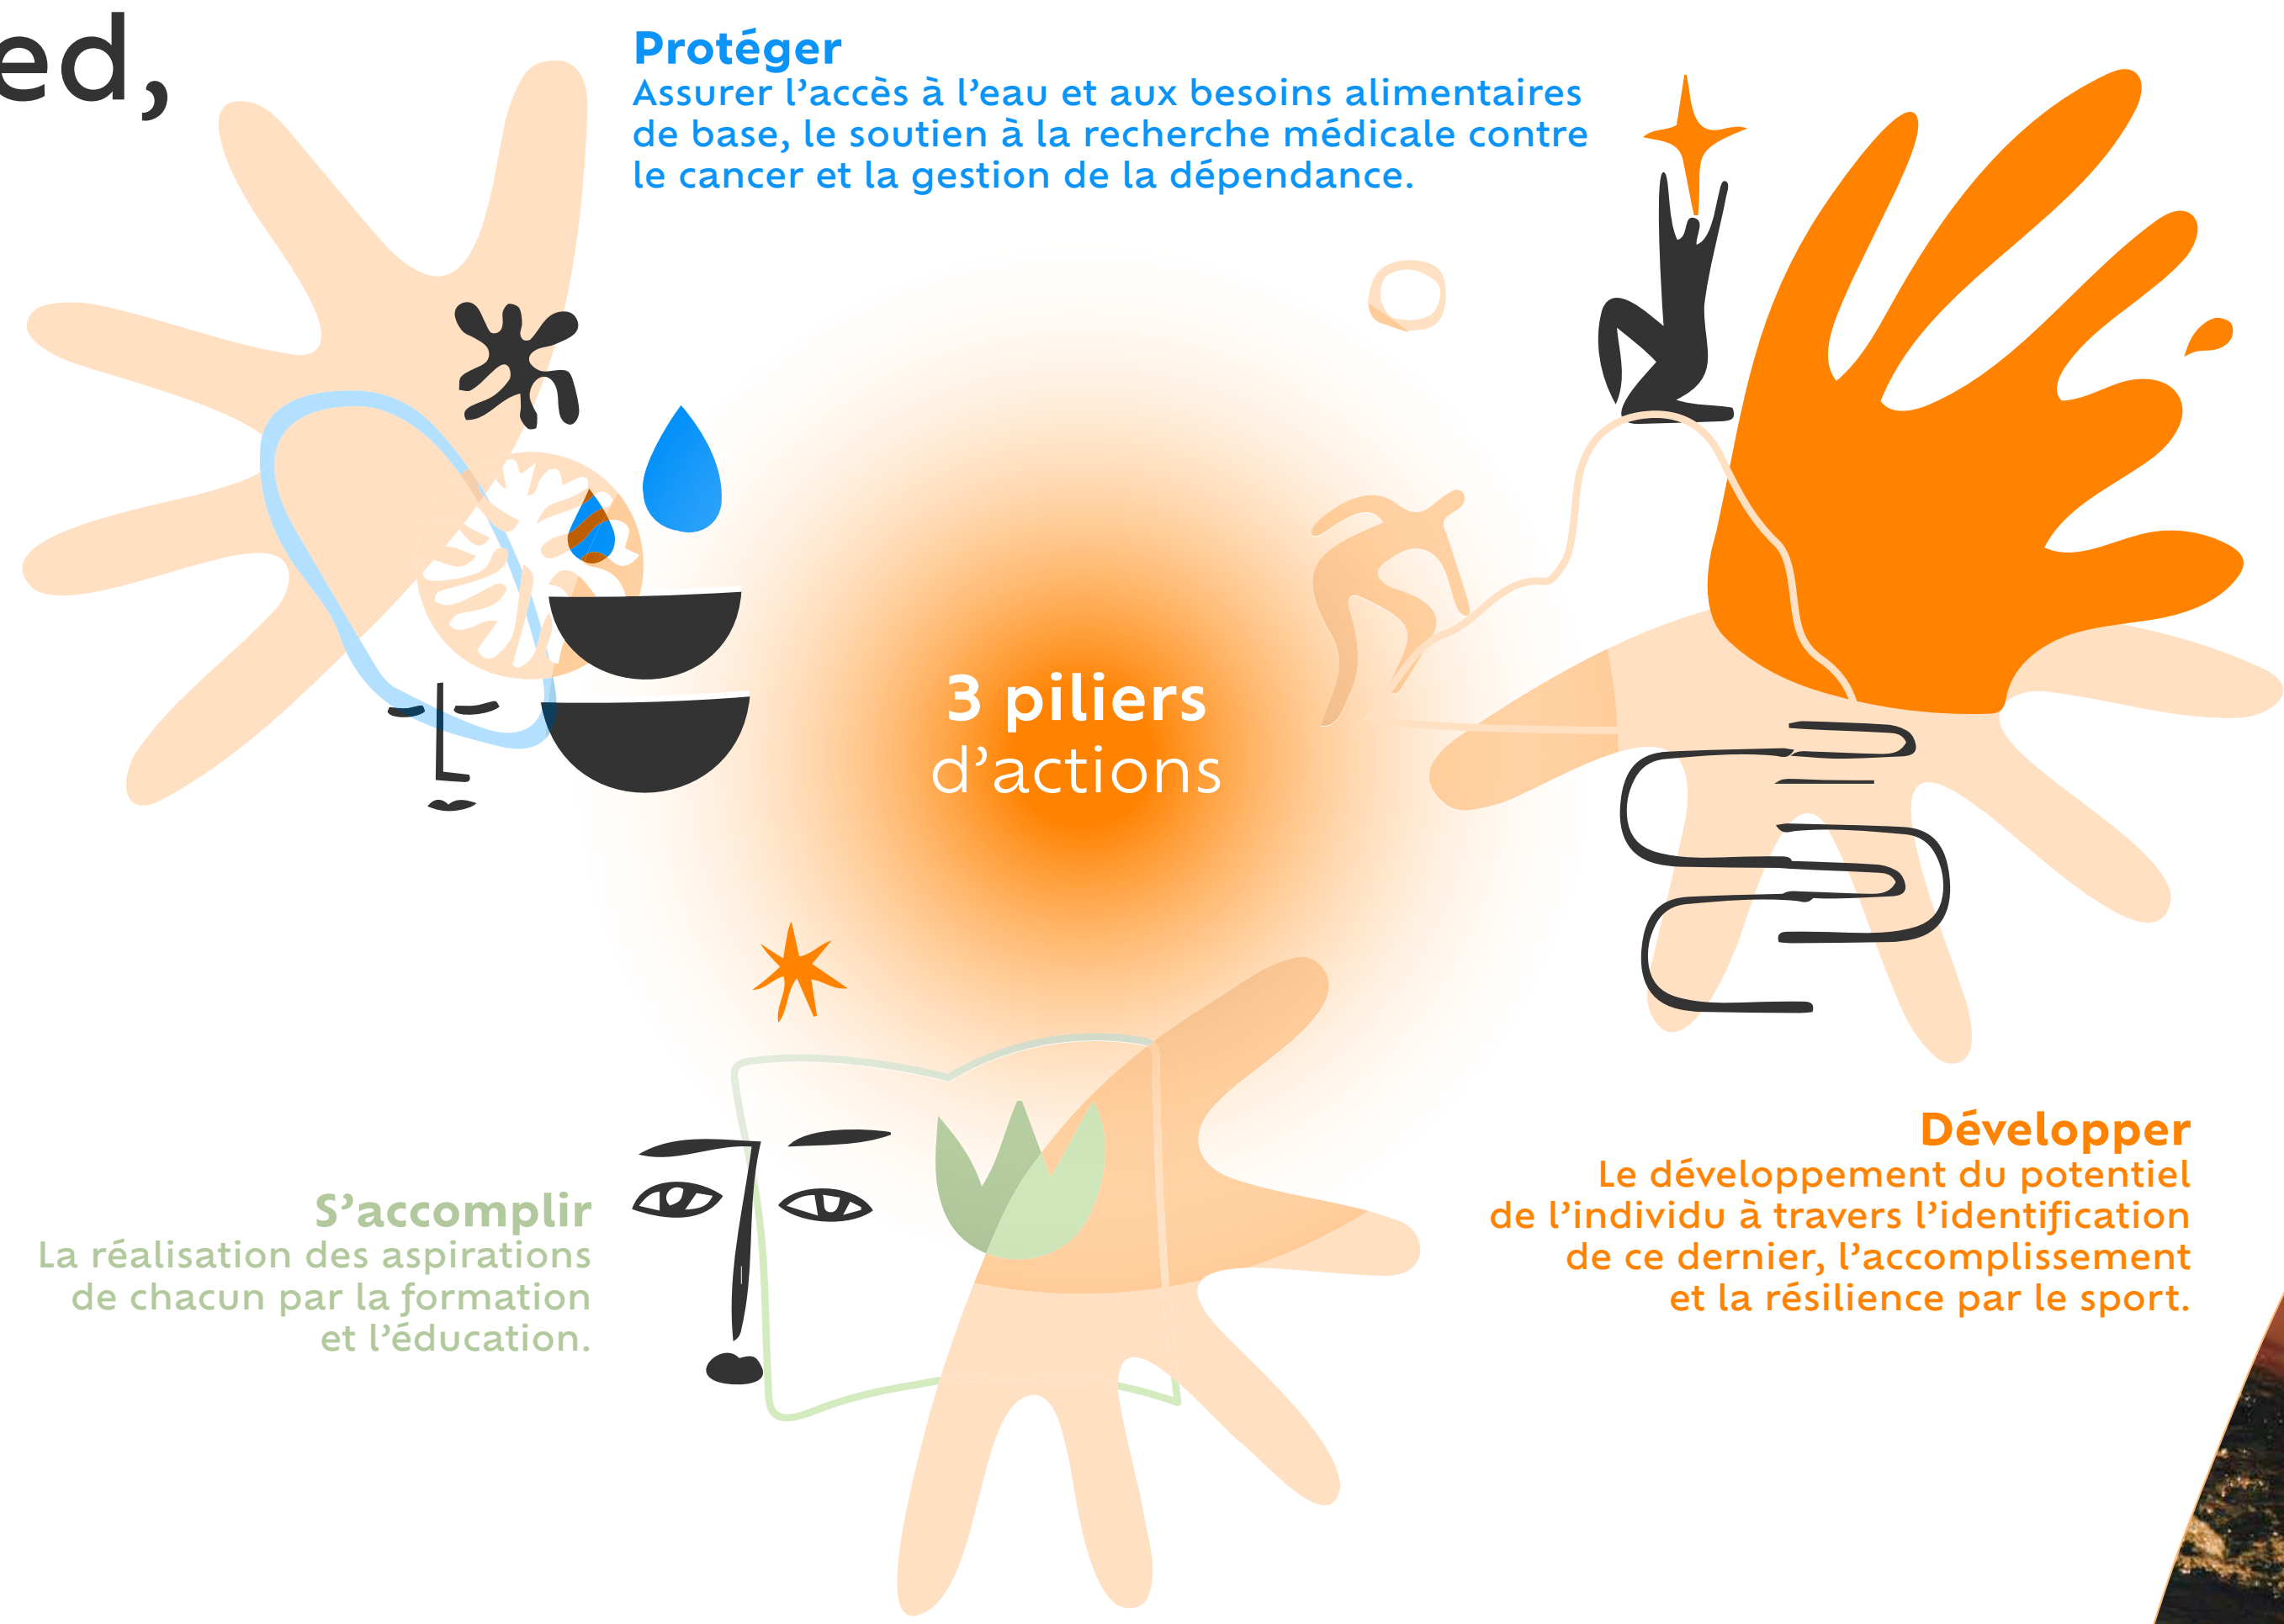 ed,
Protéger
Assurer l’accès à l’eau et aux besoins alimentaires
de base, le soutien à la recherche médicale contre
le cancer et la gestion de la dépendance.
3 piliers
d’actions
Développer
Le développement du potentiel
de l’individu à travers l’identification
de ce dernier, l’accomplissement
et la résilience par le sport.
S’accomplir
La réalisation des aspirations
de chacun par la formation
et l’éducation.